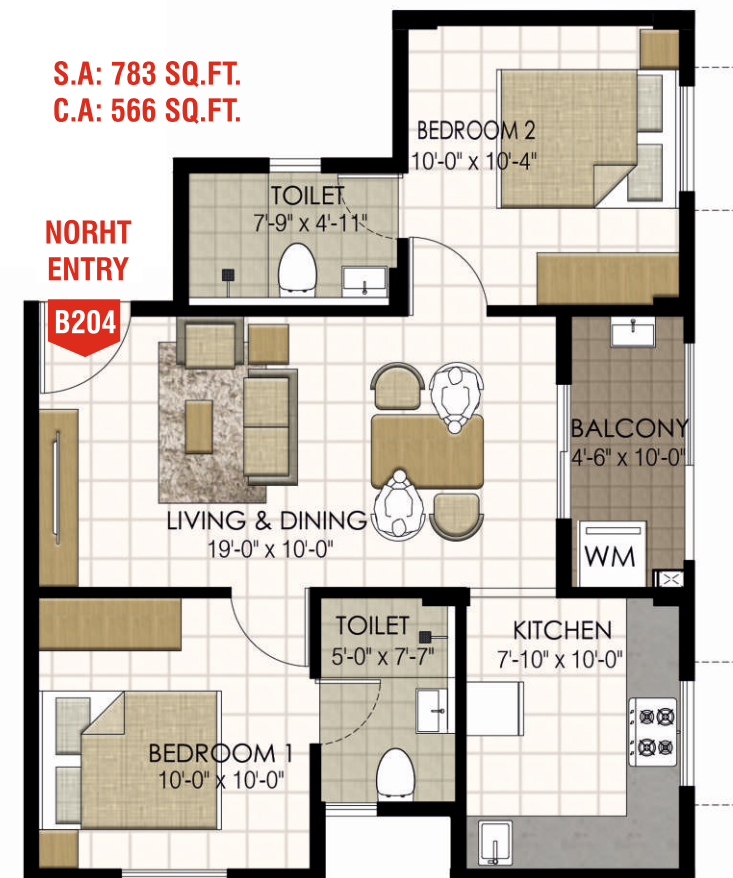 S.A: 783 SQ.FT.
C.A: 566 SQ.FT.
BEDROOM 2
10'-0" x 10'-4"
TOILET
7'-9" x 4'-11"
NORHT
ENTRY
B204
BALCONY
4'-6" x 10'-0"
LIVING & DINING
19'-0" x 10'-0"
WM
TOILET
5'-0" x 7'-7"
KITCHEN
7'-10" x 10'-0"
BEDROOM 1
10'-0" x 10'-0"